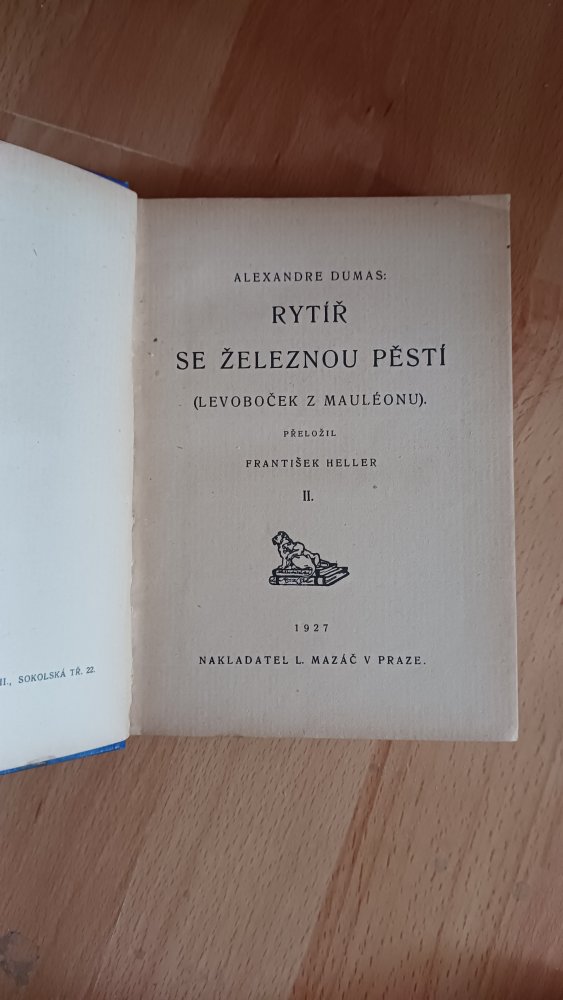 ALEXANDRE DUMAS:
RYTÍŘ
SE ŽELEZNOU PĚSTÍ
(LEVOBOČEK Z MAULÉONU).
PŘELOŽIL
FRANTIŠEK HELLER
II.
1927
NAKLADATEL L. MAZÁČ V PRAZE.
SOKOLSKÁ TŘ. 22.